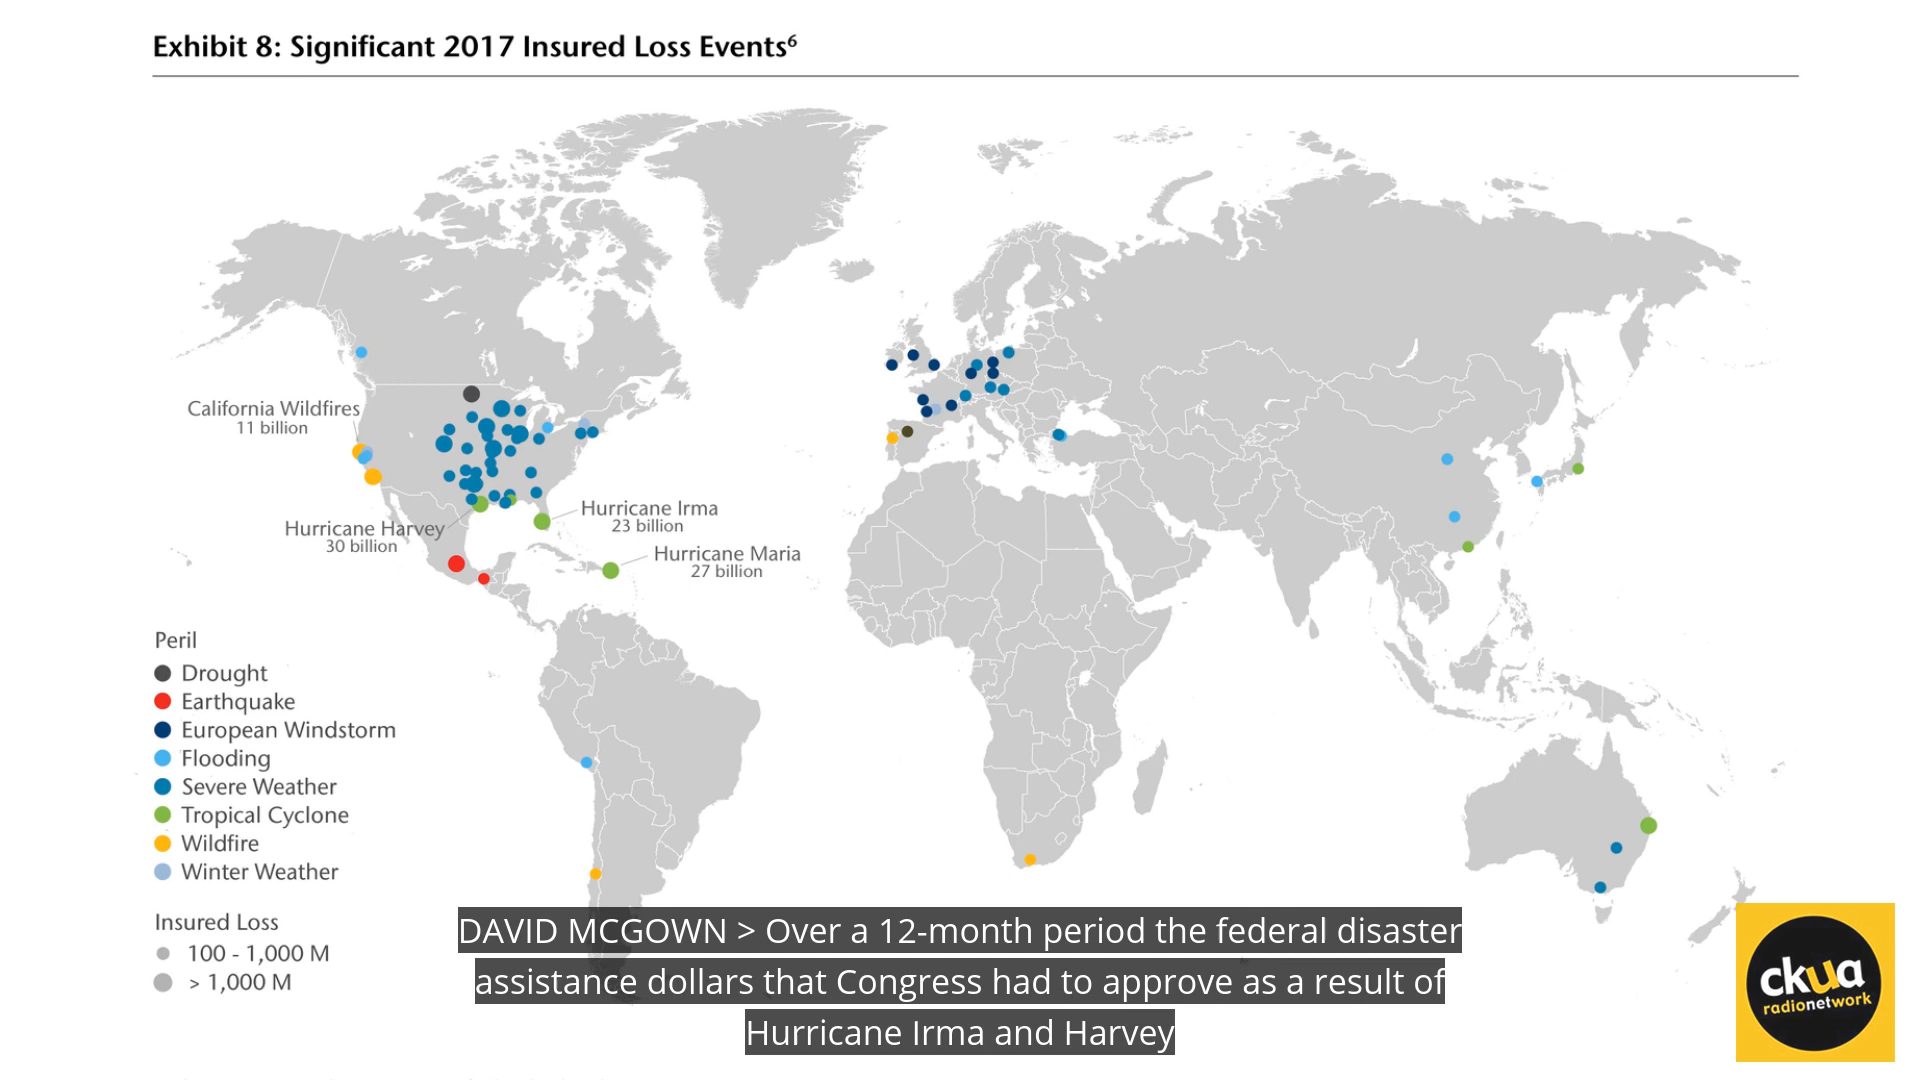 Exhibit 8: Significant 2017 Insured Loss Events6
California Wildfires
11 billion
Hurricane Harvey
30 billion
Hurricane Irma
23 billion
Hurricane Maria
27 billion
Peril
Drought
Earthquake
European Windstorm
Flooding
Severe Weather
Tropical Cyclone
Wildfire
Winter Weather
Insured Loss
100 - 1,000 M
> 1,000 M
DAVID MCGOWN > Over a 12-month period the federal disaster
assistance dollars that Congress had to approve as a result of
Hurricane Irma and Harvey
ckua
radionetwork